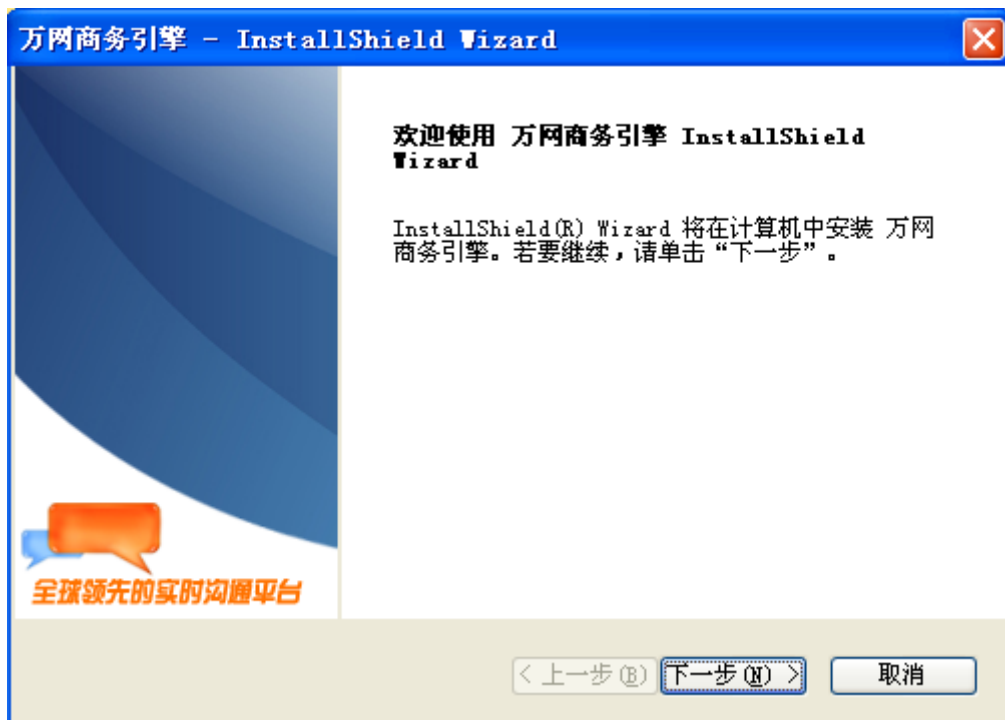 万网商务引擎 - InstallShield Wizard
欢迎使用 万网商务引擎 InstallShield
Wizard
InstallShield(R) Wizard 将在计算机中安装 万网
商务引擎。若要继续，请单击“下一步”。
全球领先的实时沟通平台
< 上一步(B) 下一步(N) > 取消